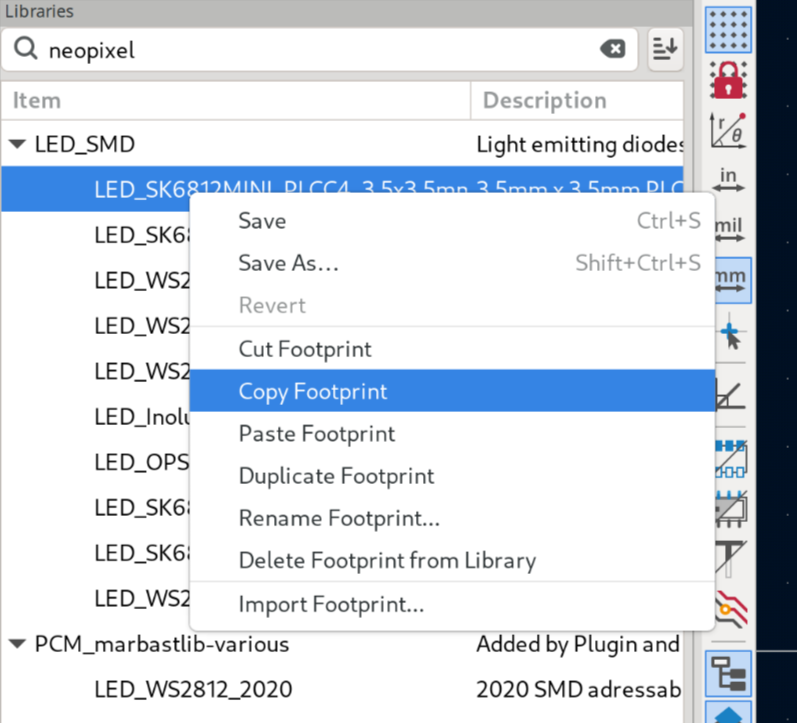 Libraries
neopixel
Item Description
LED_SMD Light emitting diodes
LED_SK6812MINI_PLCC4_3.5x3.5mm 3.5mm x 3.5mm PLC
Save Ctrl+S
in
LED_SK68
Save As... Shift+Ctrl+S
mil
LED_WS2
Revert
mm
LED_WS2
Cut Footprint
LED_WS2
Copy Footprint
LED_Inolu
Paste Footprint
LED_OPS
Duplicate Footprint
LED_SK68
Rename Footprint...
LED_SK68
Delete Footprint from Library
LED_WS2
Import Footprint...
PCM_marbastlib-various Added by Plugin and
LED_WS2812_2020 2020 SMD adressab